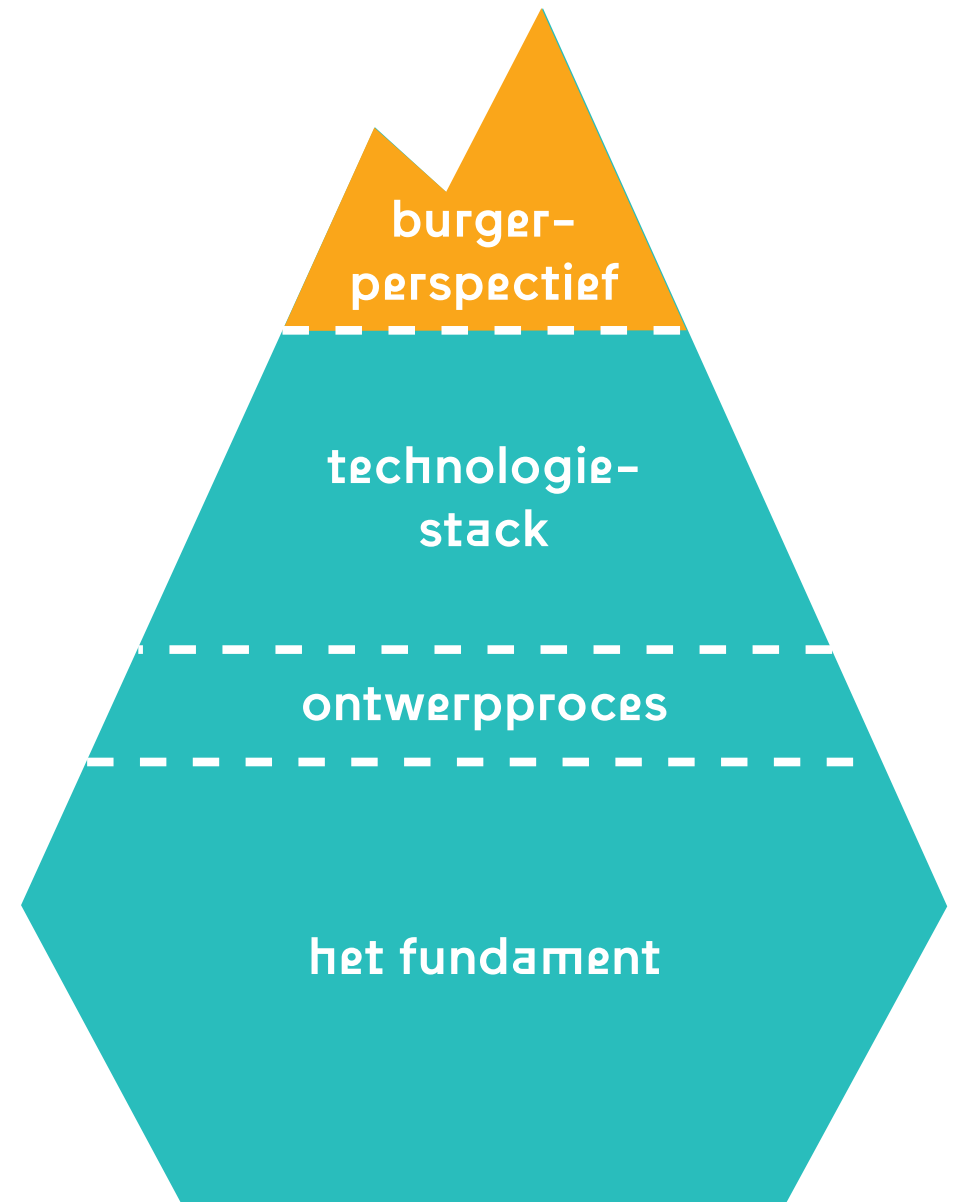 burger-
perspectief
technologie-
stack
ontwerpproces
het fundament